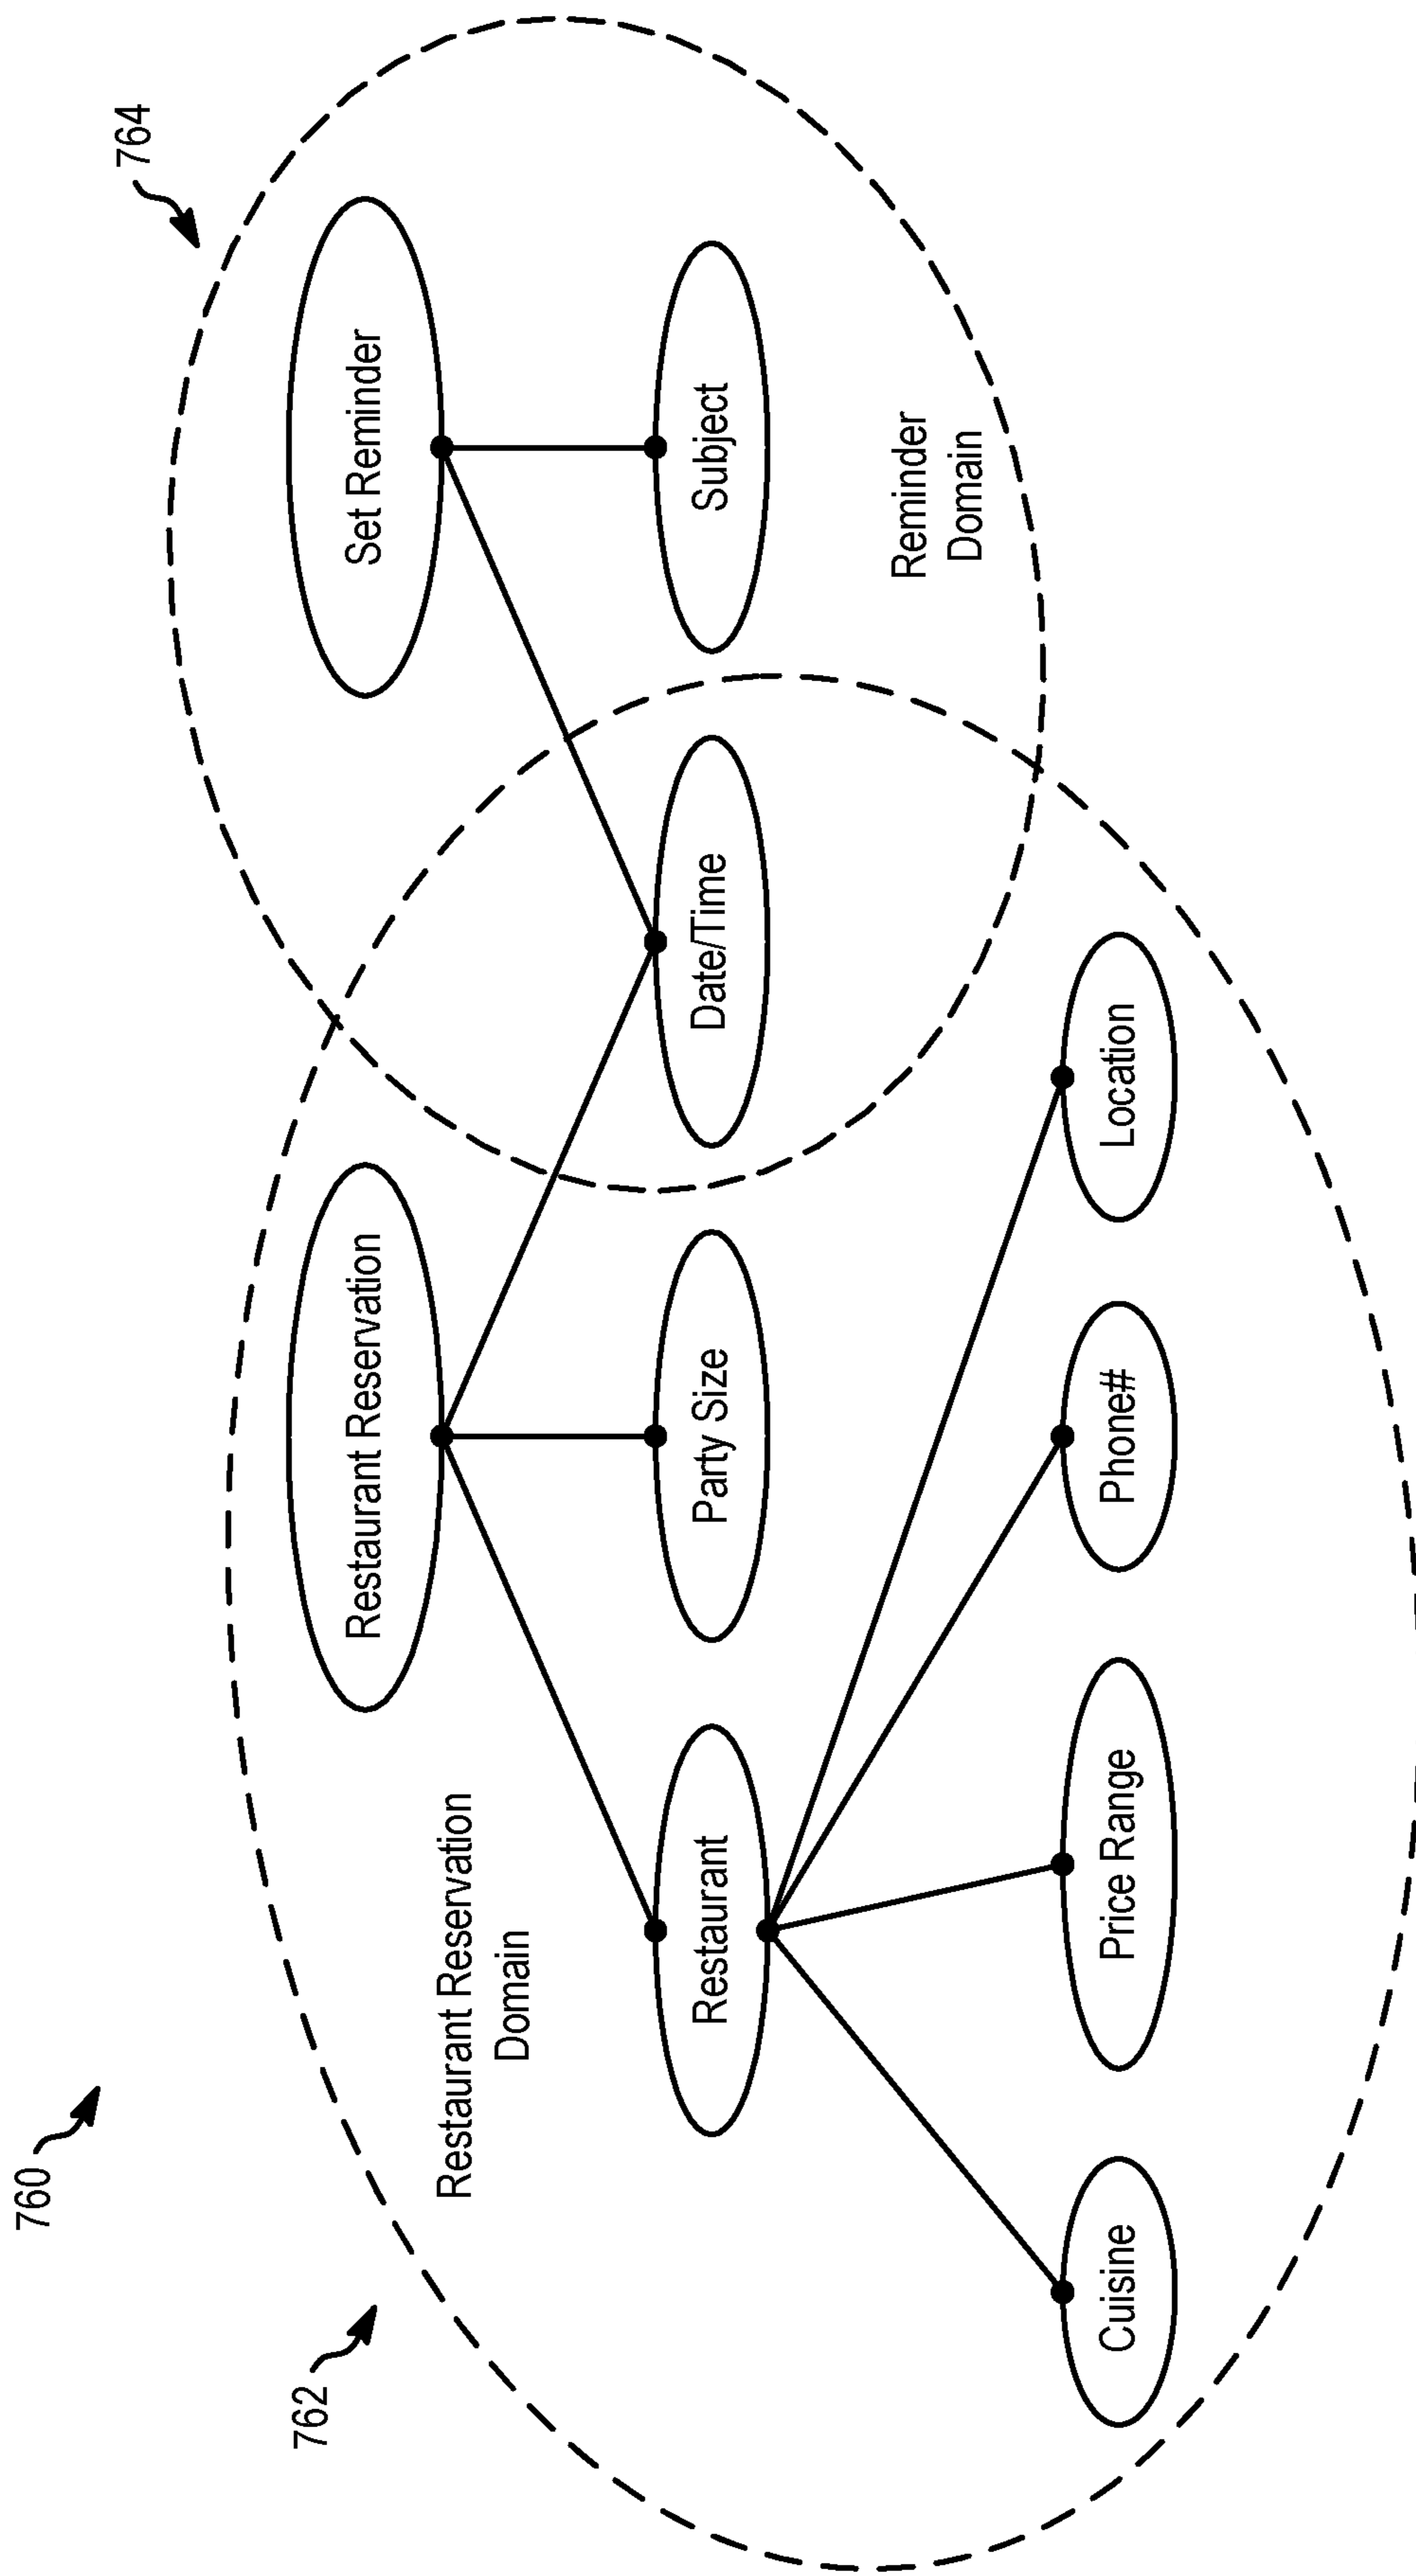 760
762
764
Restaurant Reservation
Set Reminder
Restaurant Reservation
Domain
Restaurant
Party Size
Date/Time
Subject
Reminder
Domain
Cuisine
Price Range
Phone#
Location